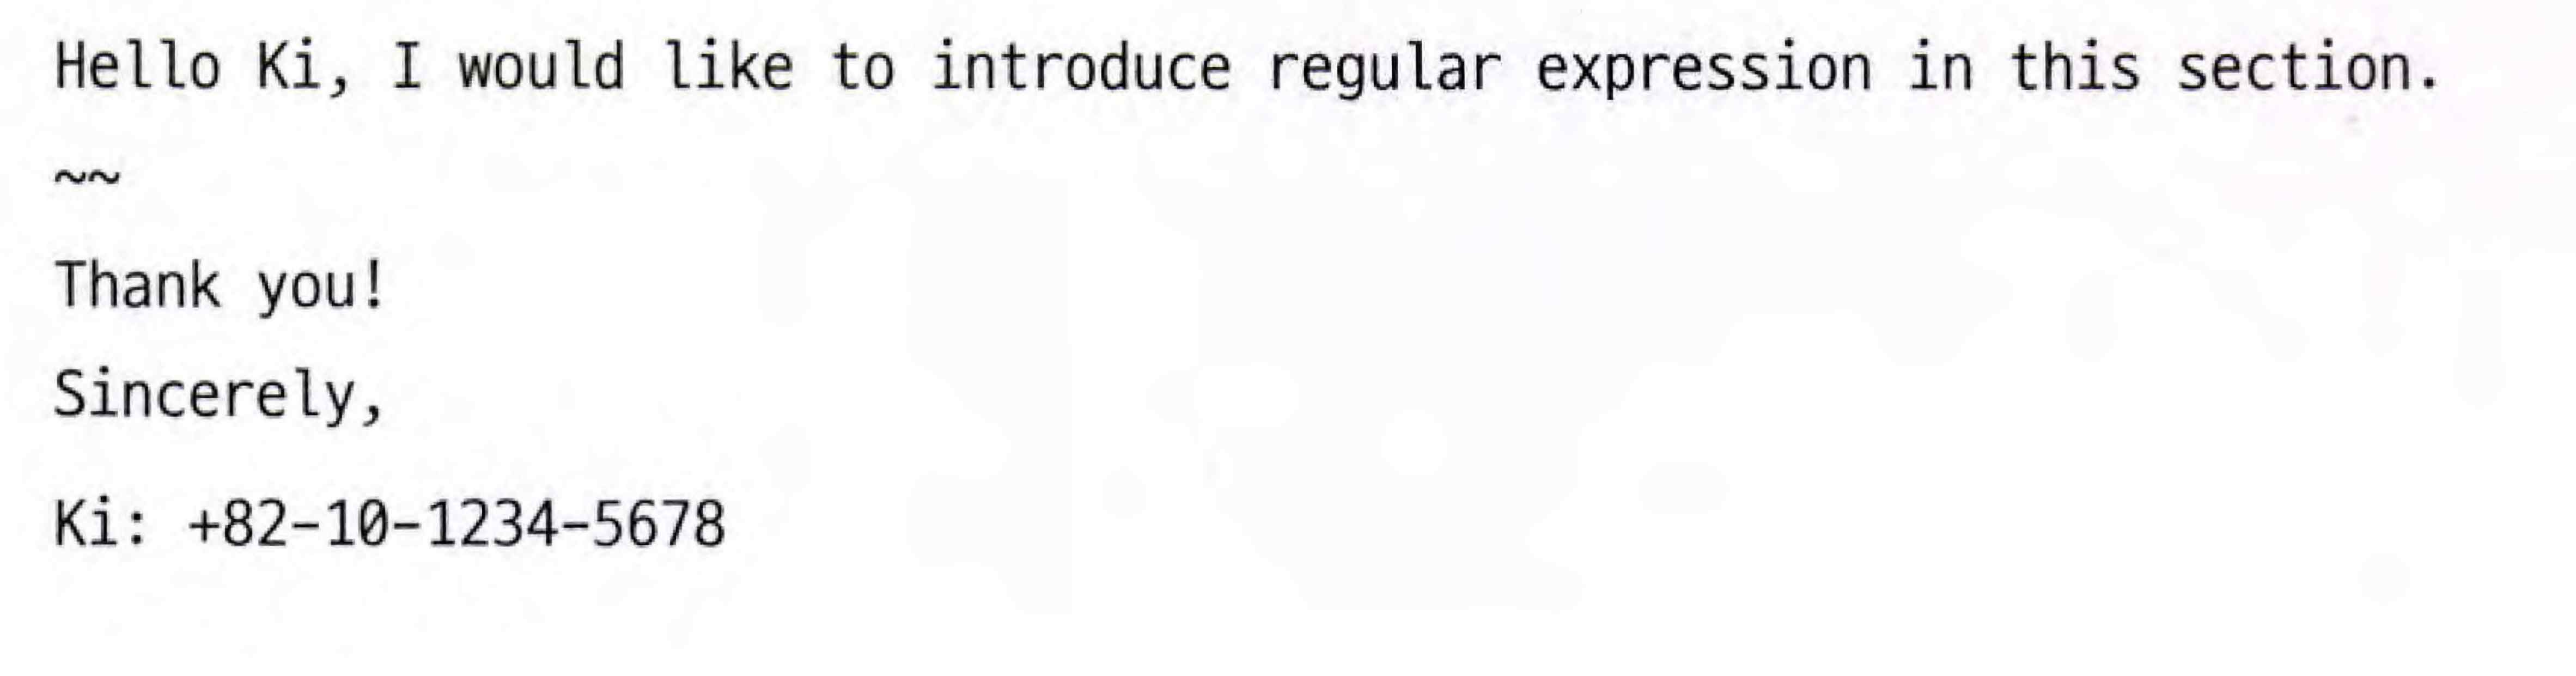 Hello Ki, I would like to introduce regular expression in this section.
~~
Thank you!
Sincerely,
Ki: +82-10-1234-5678